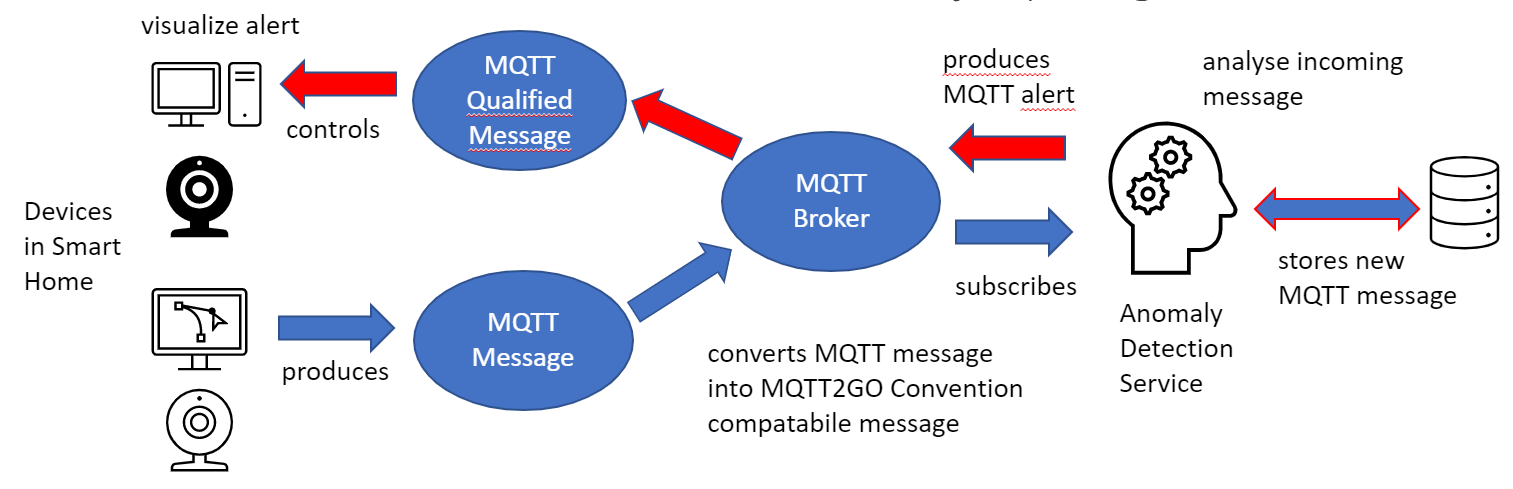 visualize alert
MQTT
Qualified
Message
controls
produces
MQTT alert
analyse incoming
message
MQTT
Broker
Devices
in Smart
Home
subscribes
stores new
MQTT message
MQTT
Message
produces
converts MQTT message
into MQTT2GO Convention
compatabile message
Anomaly
Detection
Service